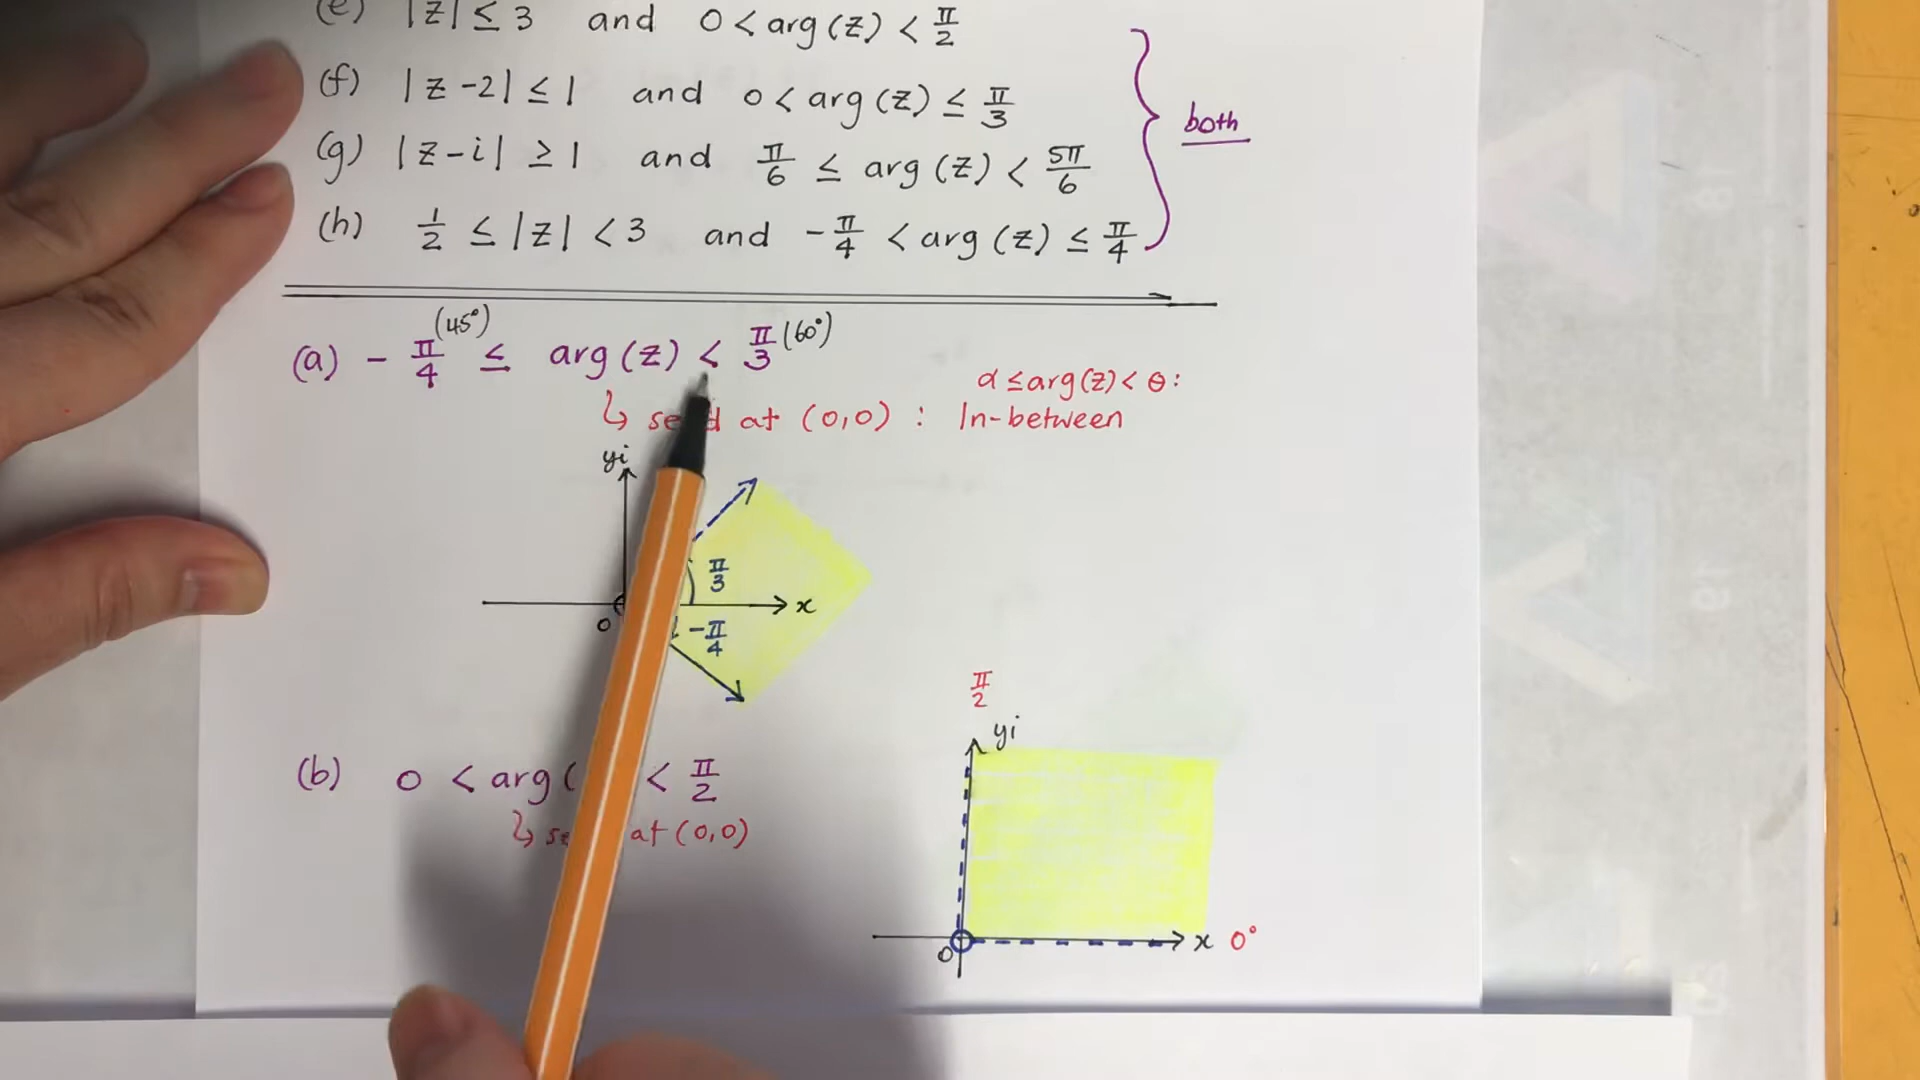 (e) |z| ≤ 3 and 0 < arg(z) < π/2
(f) |z-2| ≤ 1 and 0 < arg(z) ≤ π/3
(g) |z-i| ≥ 1 and π/6 ≤ arg(z) < 5π/6
(h) 1/2 ≤ |z| < 3 and -π/4 < arg(z) ≤ π/4
both
(a) -π/4 (45°) ≤ arg(z) < π/3 (60°)
α ≤ arg(z) < θ:
↳ at (0,0) : In-between
yi
π/3
x
0
-π/4
π/2
yi
(b) 0 < arg( < π/2
↳ at (0,0)
x 0°
0